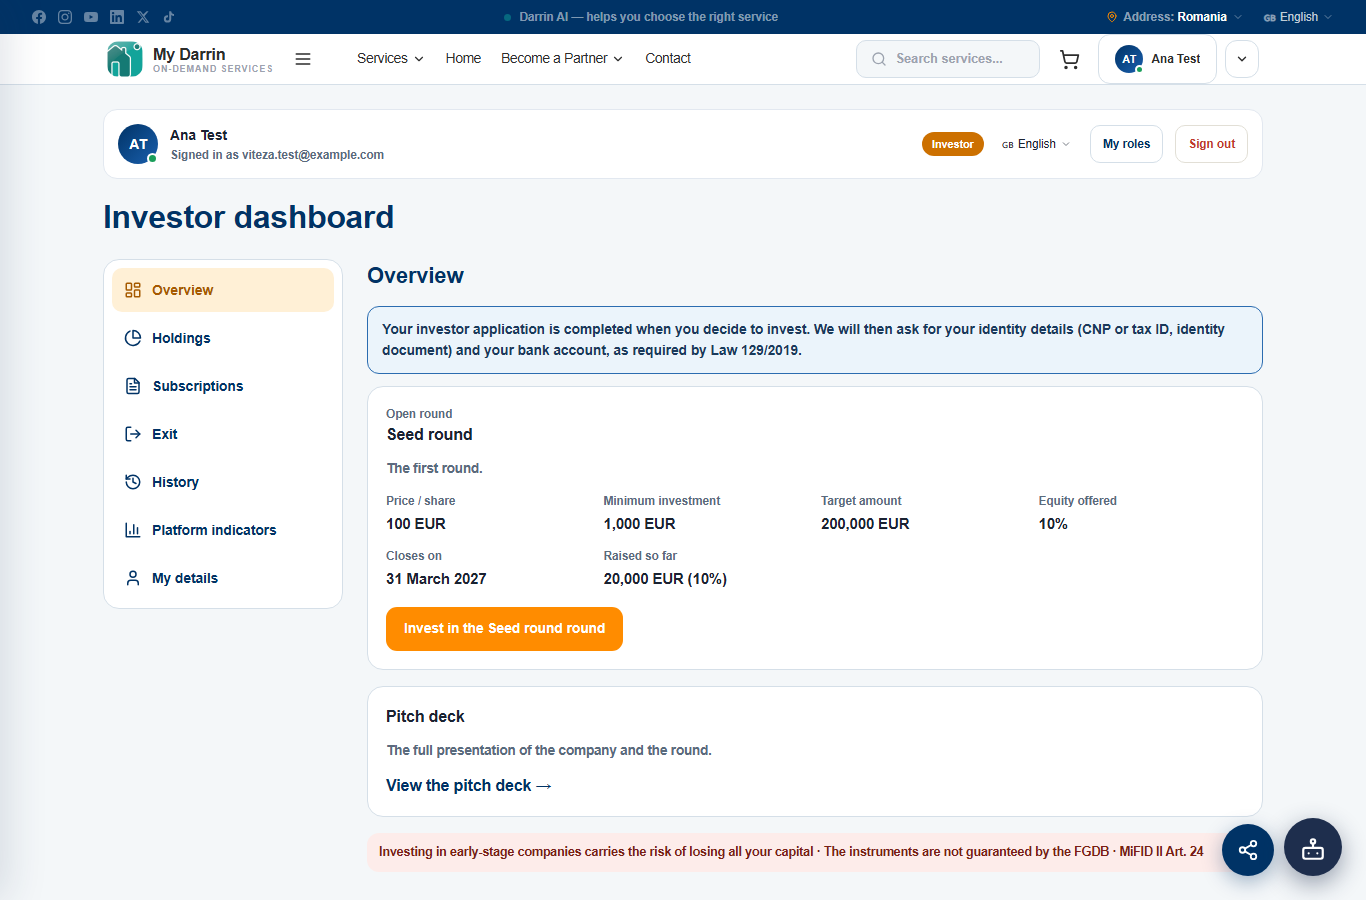 Darrin AI — helps you choose the right service
Address: Romania
GB English
My Darrin
ON-DEMAND SERVICES
Services
Home
Become a Partner
Contact
Search services...
AT
Ana Test
AT
Ana Test
Signed in as viteza.test@example.com
Investor
GB English
My roles
Sign out
Investor dashboard
Overview
Holdings
Subscriptions
Exit
History
Platform indicators
My details
Overview
Your investor application is completed when you decide to invest. We will then ask for your identity details (CNP or tax ID, identity
document) and your bank account, as required by Law 129/2019.
Open round
Seed round
The first round.
Price / share
100 EUR
Minimum investment
1,000 EUR
Target amount
200,000 EUR
Equity offered
10%
Closes on
31 March 2027
Raised so far
20,000 EUR (10%)
Invest in the Seed round round
Pitch deck
The full presentation of the company and the round.
View the pitch deck →
Investing in early-stage companies carries the risk of losing all your capital · The instruments are not guaranteed by the FGDB · MiFID II Art. 24